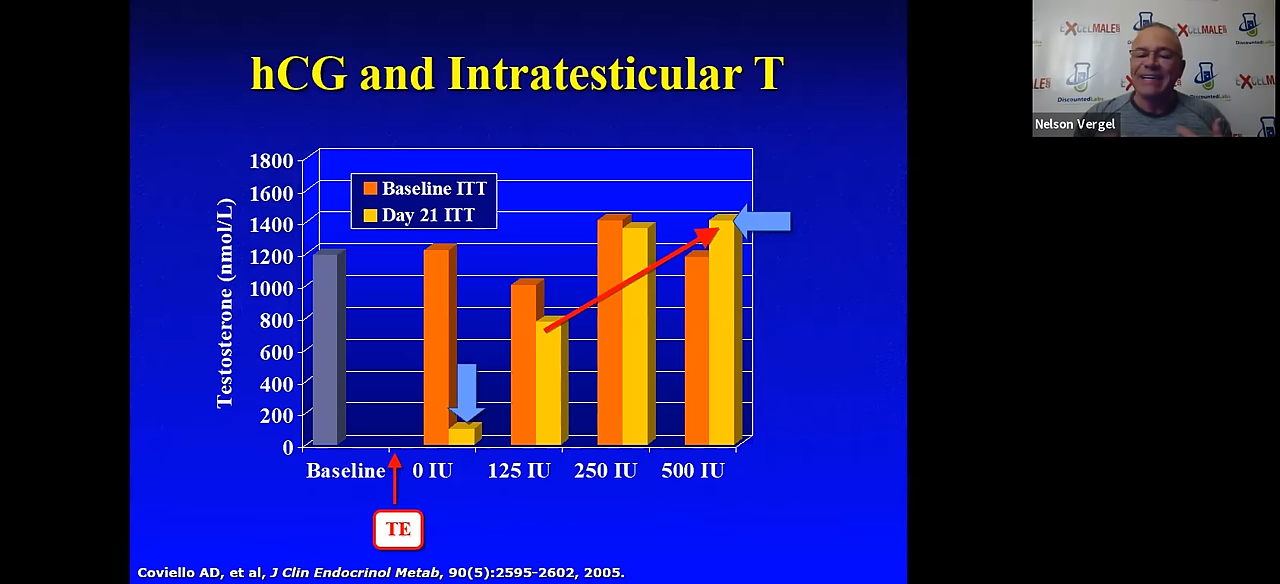 hCG and Intratesticular T
Testosterone (nmol/L)
1800
1600
1400
1200
1000
800
600
400
200
0
Baseline ITT
Day 21 ITT
Baseline
0 IU
125 IU
250 IU
500 IU
TE
Coviello AD, et al, J Clin Endocrinol Metab, 90(5):2595-2602, 2005.
EXCELMALE
XCELMALE
DiscountedLabs
DiscountedLabs
Nelson Vergel